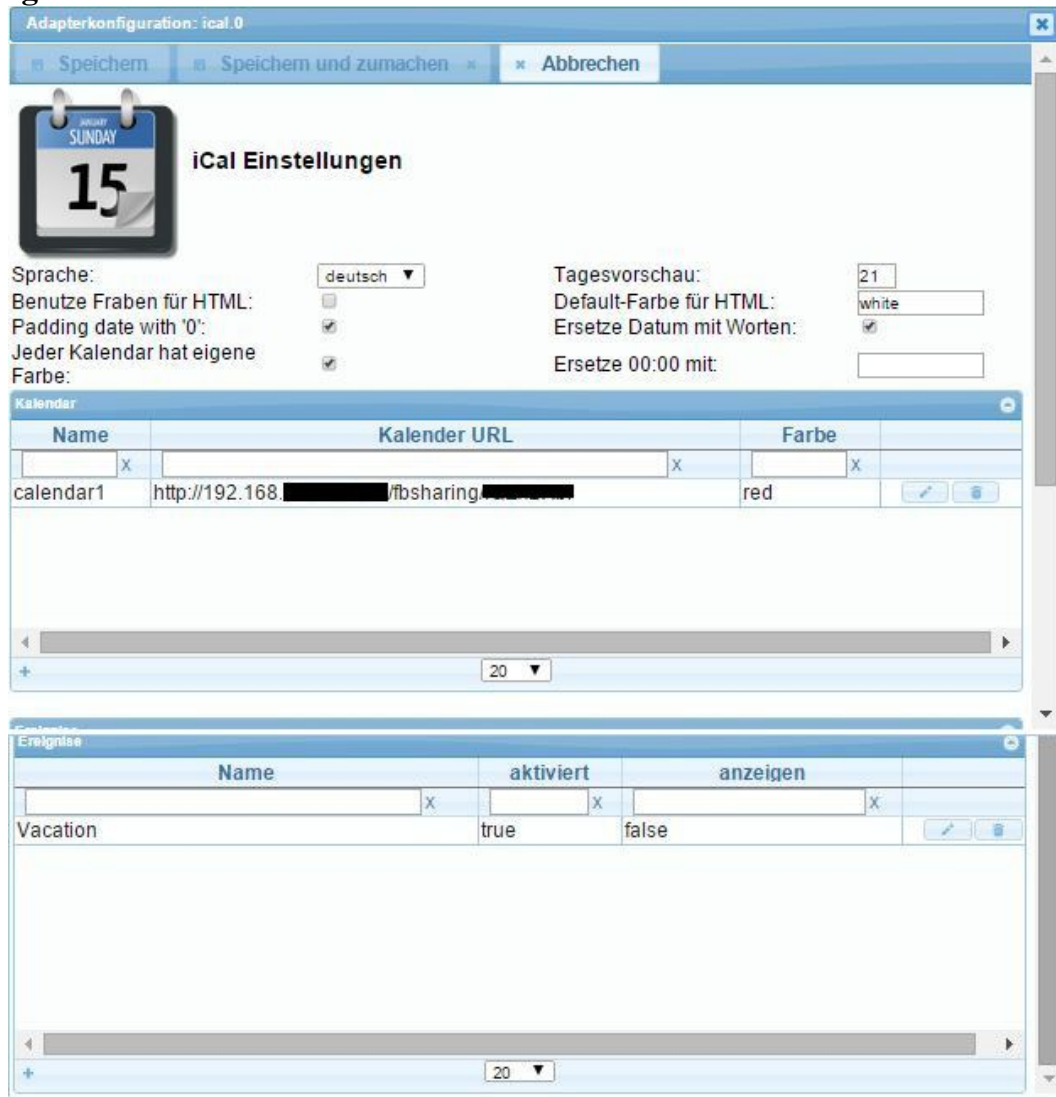 Adapterkonfiguration: ical.0
Speichern Speichern und zumachen Abbrechen
JANUARY
SUNDAY
15
iCal Einstellungen
Sprache: deutsch Tagesvorschau: 21
Benutze Fraben für HTML: Default-Farbe für HTML: white
Padding date with '0': Ersetze Datum mit Worten:
Jeder Kalendar hat eigene
Farbe: Ersetze 00:00 mit:
Kalendar
Name Kalender URL Farbe
X X X
calendar1 http://192.168. /fbsharing/ red
20
Ereignise
Name aktiviert anzeigen
X X X
Vacation true false
20